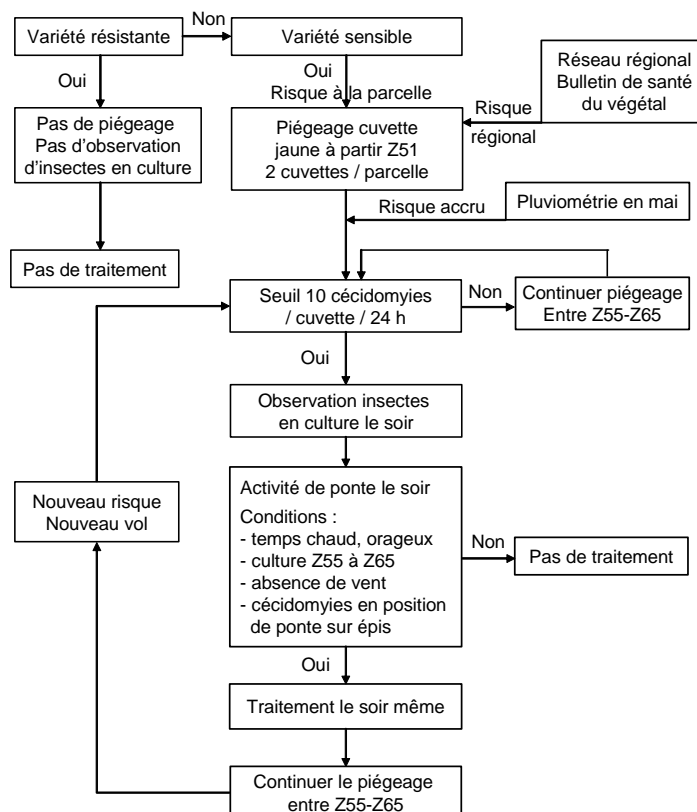 Non
Variété résistante
Variété sensible
Oui
Oui
Risque à la parcelle
Réseau régional
Bulletin de santé
du végétal
Risque
régional
Pas de piégeage
Pas d'observation
d'insectes en culture
Piégeage cuvette
jaune à partir Z51
2 cuvettes / parcelle
Risque accru
Pluviométrie en mai
Pas de traitement
Seuil 10 cécidomyies
/ cuvette / 24 h
Non
Continuer piégeage
Entre Z55-Z65
Oui
Observation insectes
en culture le soir
Nouveau risque
Nouveau vol
Activité de ponte le soir
Conditions :
- temps chaud, orageux
- culture Z55 à Z65
- absence de vent
- cécidomyies en position
de ponte sur épis
Non
Pas de traitement
Oui
Traitement le soir même
Continuer le piégeage
entre Z55-Z65